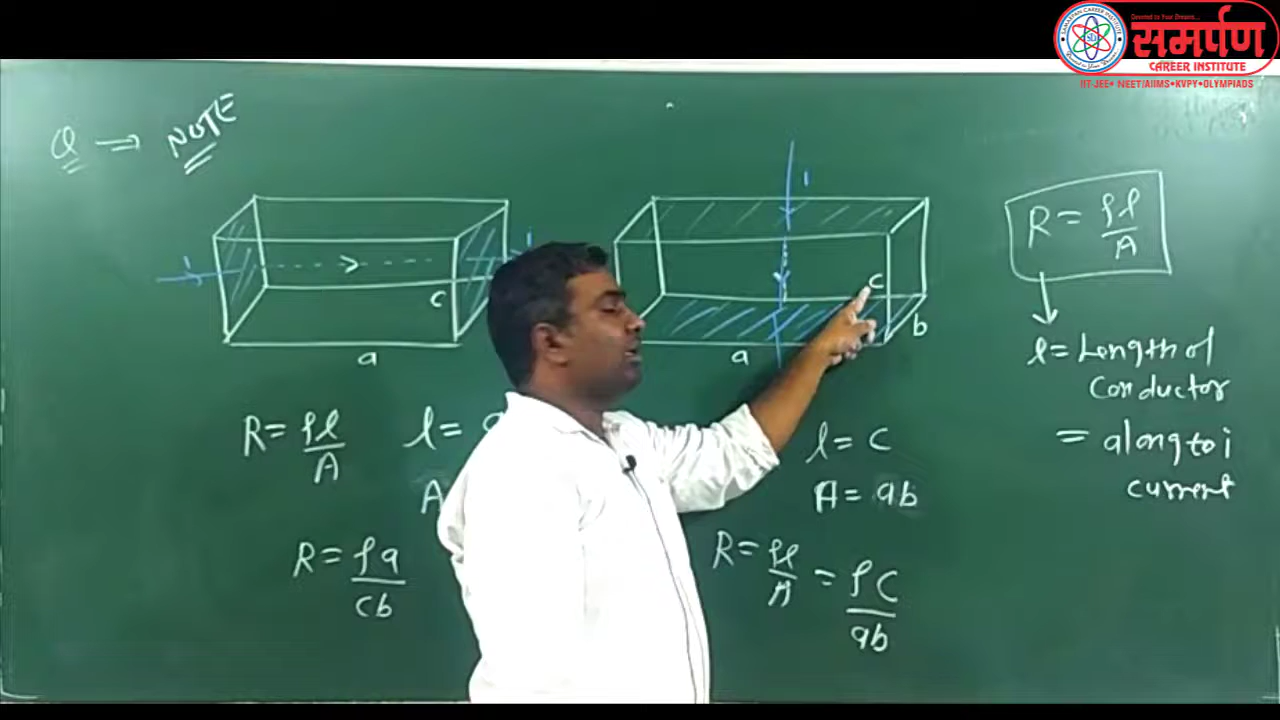 Devoted to Your Dreams...
समर्पण
CAREER INSTITUTE
IIT-JEE • NEET/AIIMS • KVPY • OLYMPIADS
Q ⇒ NOTE
i
i
c
a
i
c
b
a
R = ρl/A
l = Length of
conductor
= along to i
current
R = ρl/A
l =
A
R = ρa/cb
l = c
A = ab
R = ρl/A = ρc/ab